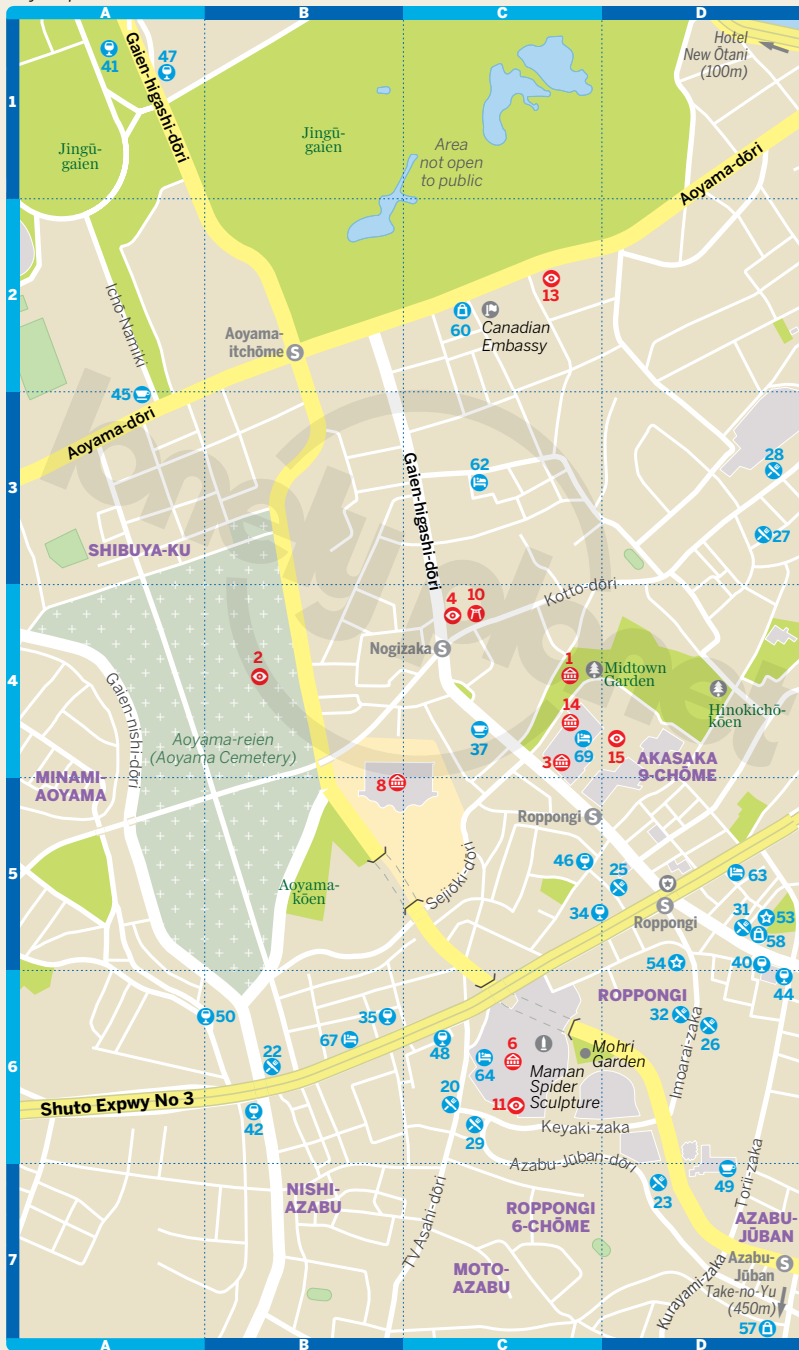 A
B
C
D
41
47
Gaien-higashi-dōri
Hotel
New Ōtani
(100m)
1
Jingū-
gaien
Jingū-
gaien
Area
not open
to public
Aoyama-dōri
2
Ichō-Namiki
13
60
Canadian
Embassy
Aoyama-
itchōme
S
45
Aoyama-dōri
lonely planet
3
Gaien-higashi-dōri
62
28
27
SHIBUYA-KU
4
10
Kotto-dōri
Nogizaka
S
4
2
1
Midtown
Garden
14
Hinokichō-
kōen
Gaien-nishi-dōri
37
69
15
3
AKASAKA
9-CHŌME
Aoyama-reien
(Aoyama Cemetery)
MINAMI-
AOYAMA
8
Roppongi
S
5
46
25
63
Aoyama-
kōen
Seijōki-dōri
34
S
Roppongi
31
53
58
54
40
44
ROPPONGI
50
35
32
26
6
67
48
6
Mohri
Garden
22
64
Maman
Spider
Sculpture
Imoarai-zaka
Shuto Expwy No 3
20
11
42
29
Keyaki-zaka
Azabu-Jūban-dōri
49
23
Torii-zaka
NISHI-
AZABU
TV Asahi-dōri
ROPPONGI
6-CHŌME
AZABU-
JŪBAN
7
MOTO-
AZABU
Azabu-
Jūban
S
Kurayami-zaka
Take-no-Yu
(450m)
57
A
B
C
D